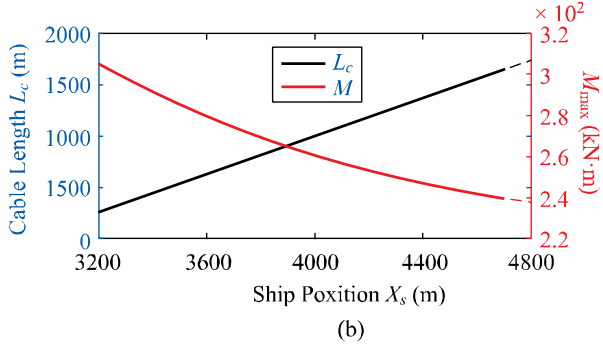 × 10²
2000
1500
1000
1500
0
Cable Length L_c (m)
L_c
M
3.2
3.0
2.8
2.6
2.4
2.2
M_max (kN·m)
3200
3600
4000
4400
4800
Ship Poxition X_s (m)
(b)